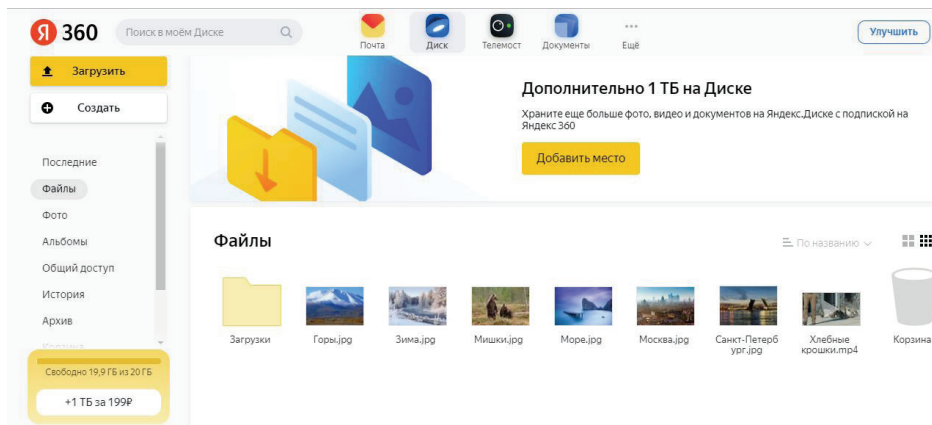 Я 360
Поиск в моём Диске
Почта
Диск
Телемост
Документы
Ещё
Улучшить
Загрузить
Создать
Последние
Файлы
Фото
Альбомы
Общий доступ
История
Архив
Корзина
Свободно 19,9 ГБ из 20 ГБ
+1 ТБ за 199₽
Дополнительно 1 ТБ на Диске
Храните еще больше фото, видео и документов на Яндекс.Диске с подпиской на
Яндекс 360
Добавить место
Файлы
По названию
Загрузки
Горы.jpg
Зима.jpg
Мишки.jpg
Море.jpg
Москва.jpg
Санкт-Петерб
ург.jpg
Хлебные
крошки.mp4
Корзина